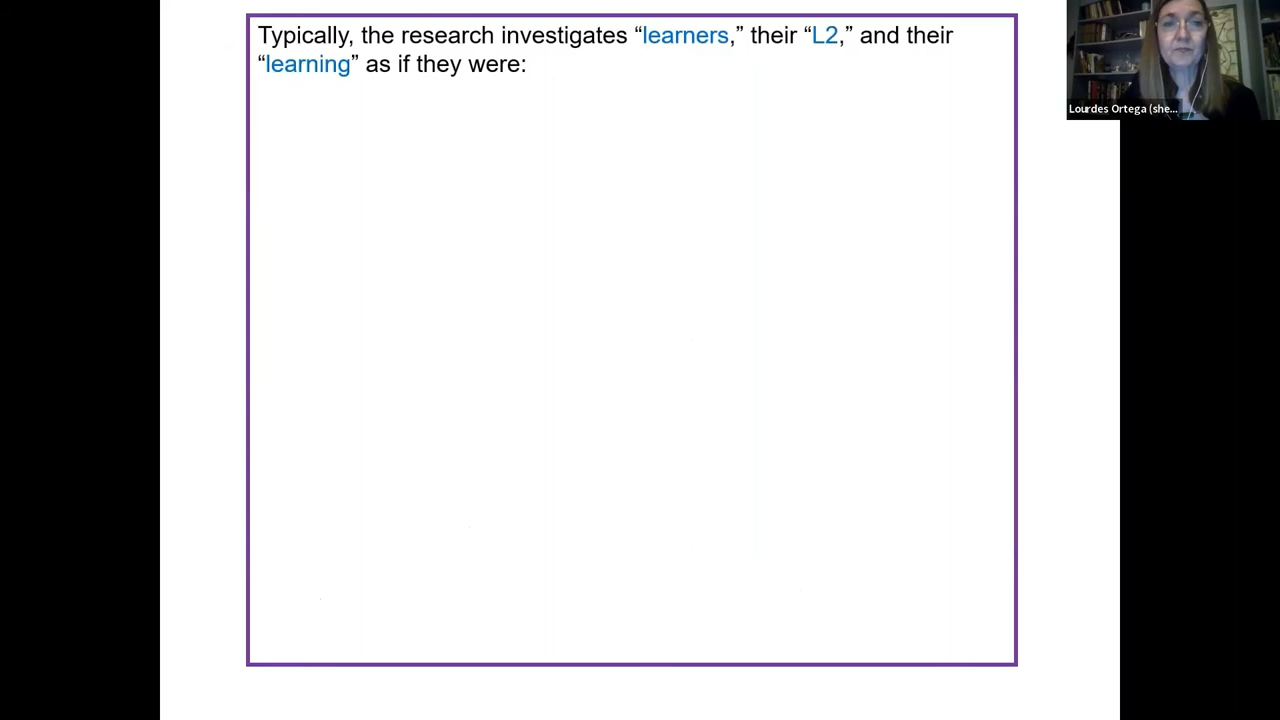 Typically, the research investigates “learners,” their “L2,” and their
“learning” as if they were:
Lourdes Ortega (she...